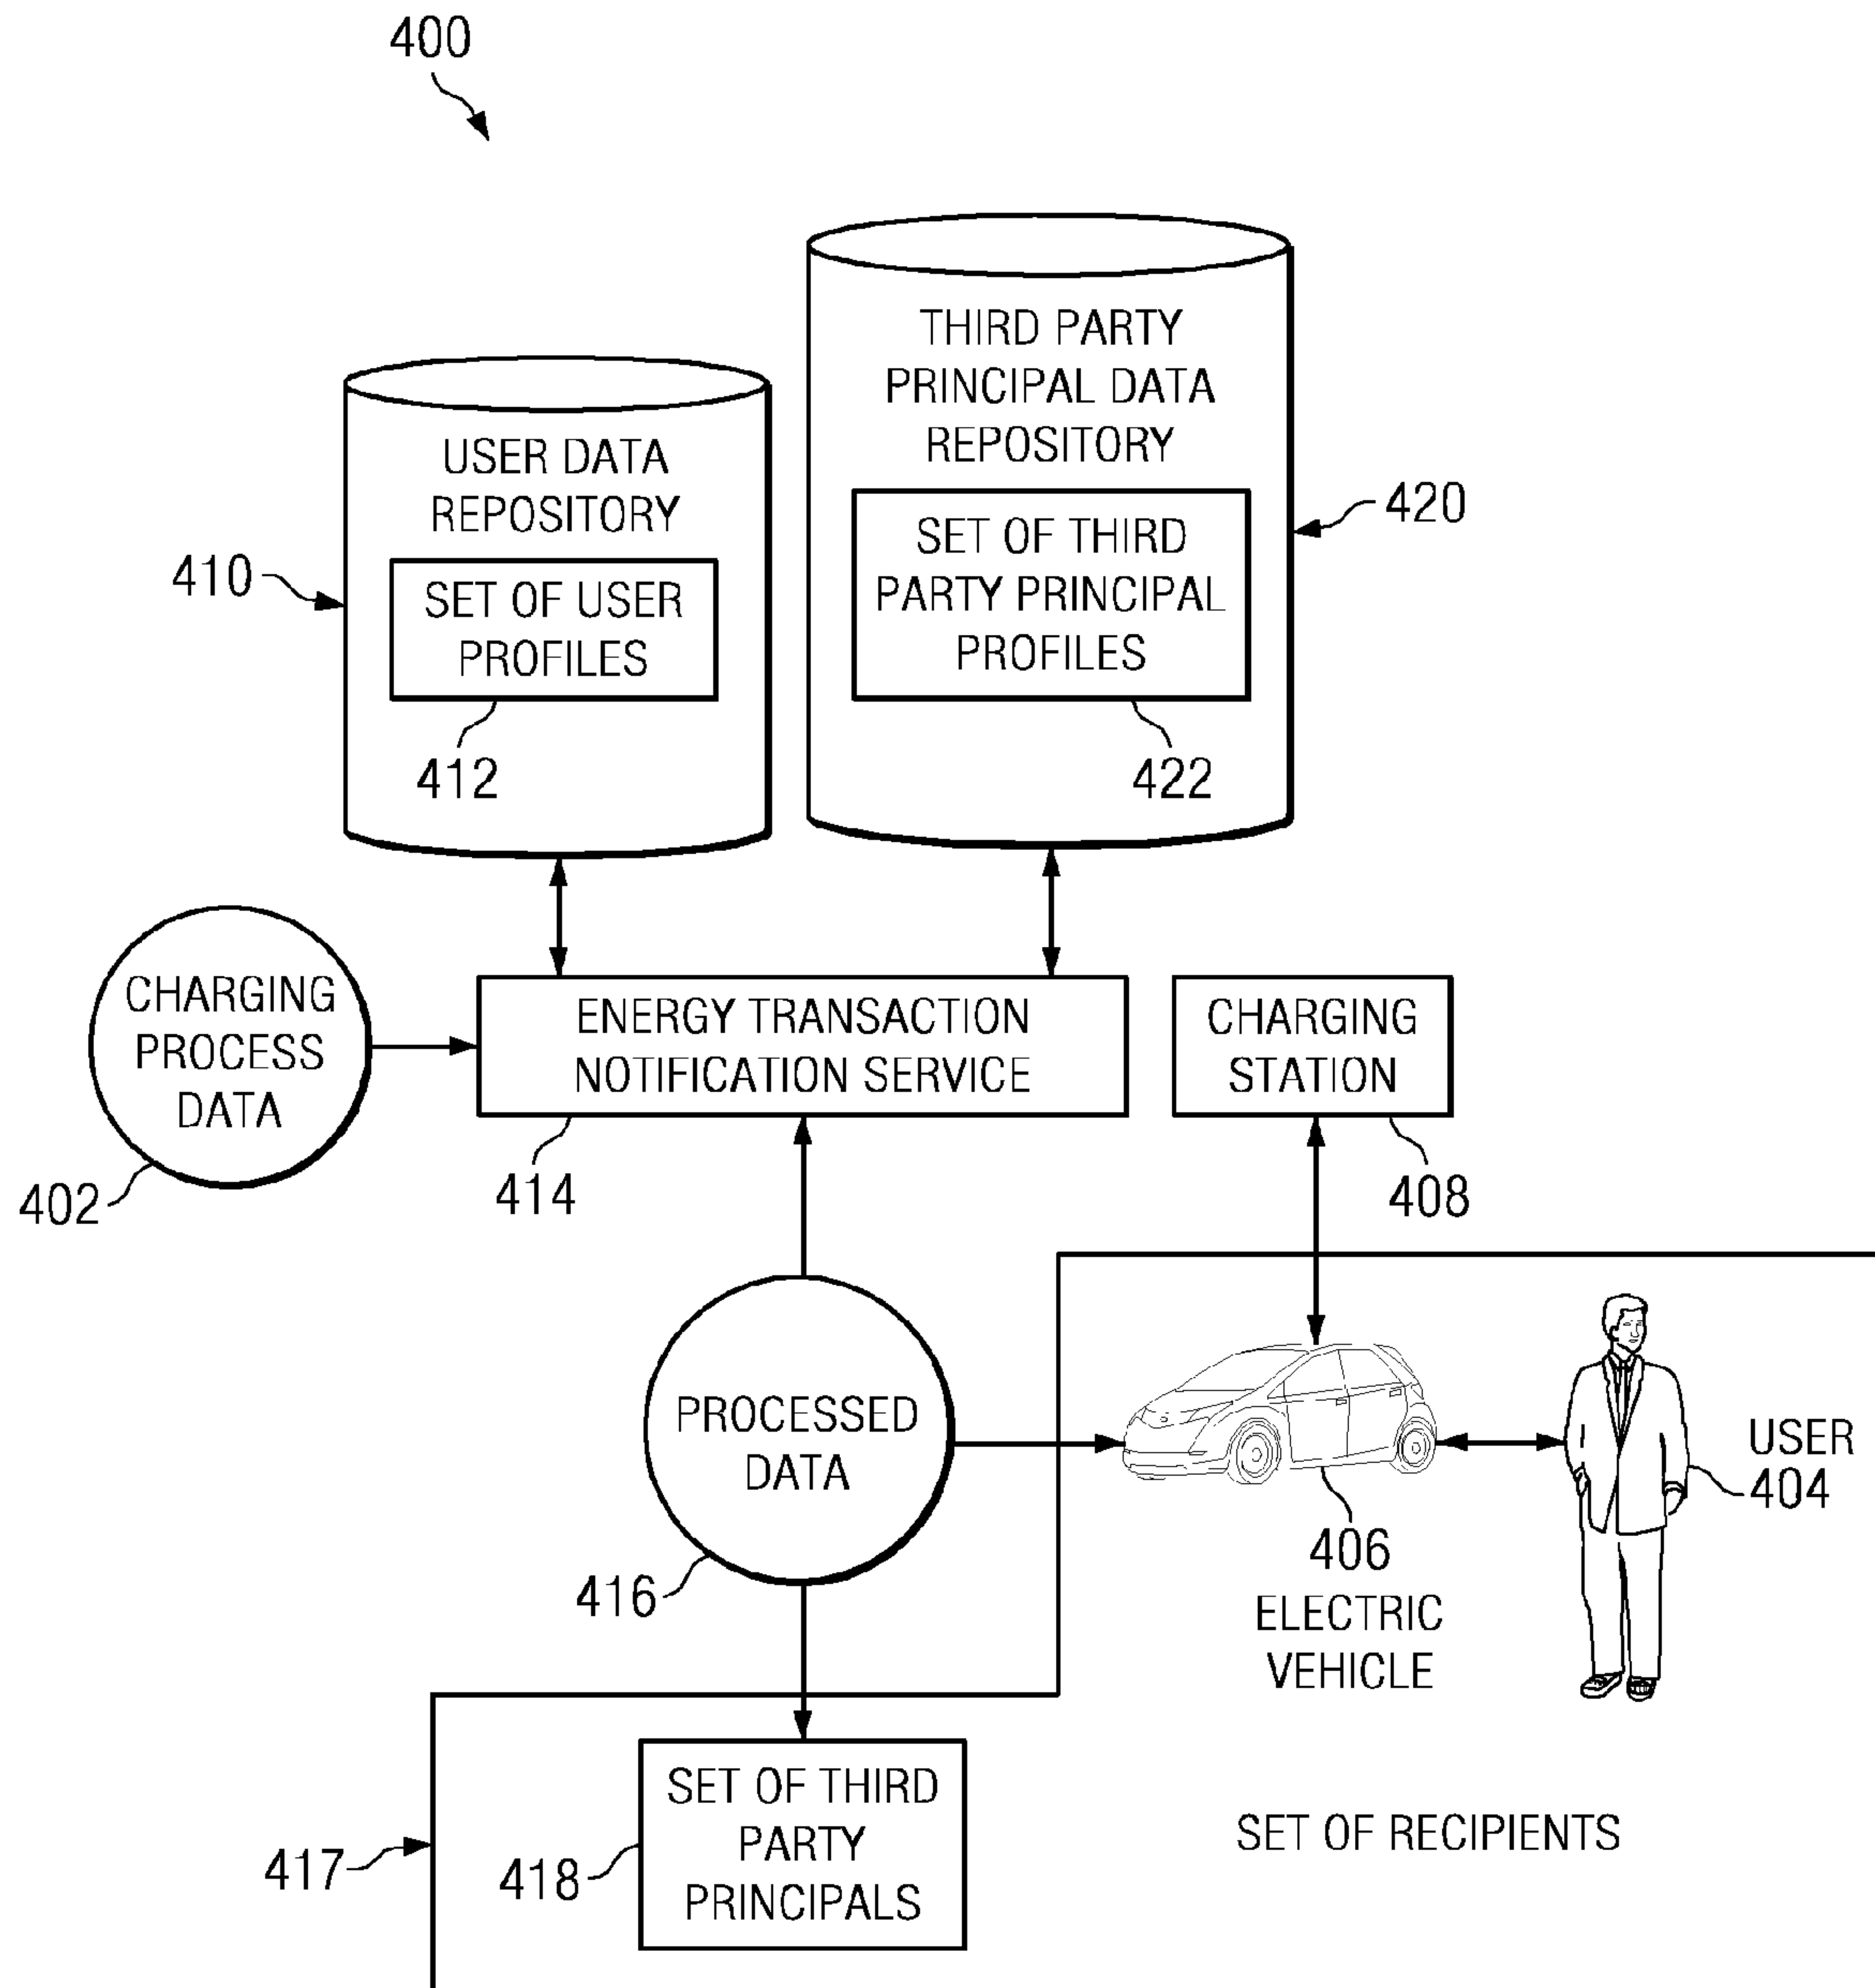 400
THIRD PARTY
PRINCIPAL DATA
REPOSITORY
USER DATA
REPOSITORY
420
SET OF THIRD
PARTY PRINCIPAL
PROFILES
410
SET OF USER
PROFILES
412
422
CHARGING
PROCESS
DATA
ENERGY TRANSACTION
NOTIFICATION SERVICE
CHARGING
STATION
402
414
408
PROCESSED
DATA
USER
404
406
ELECTRIC
VEHICLE
416
SET OF THIRD
PARTY
PRINCIPALS
SET OF RECIPIENTS
417
418